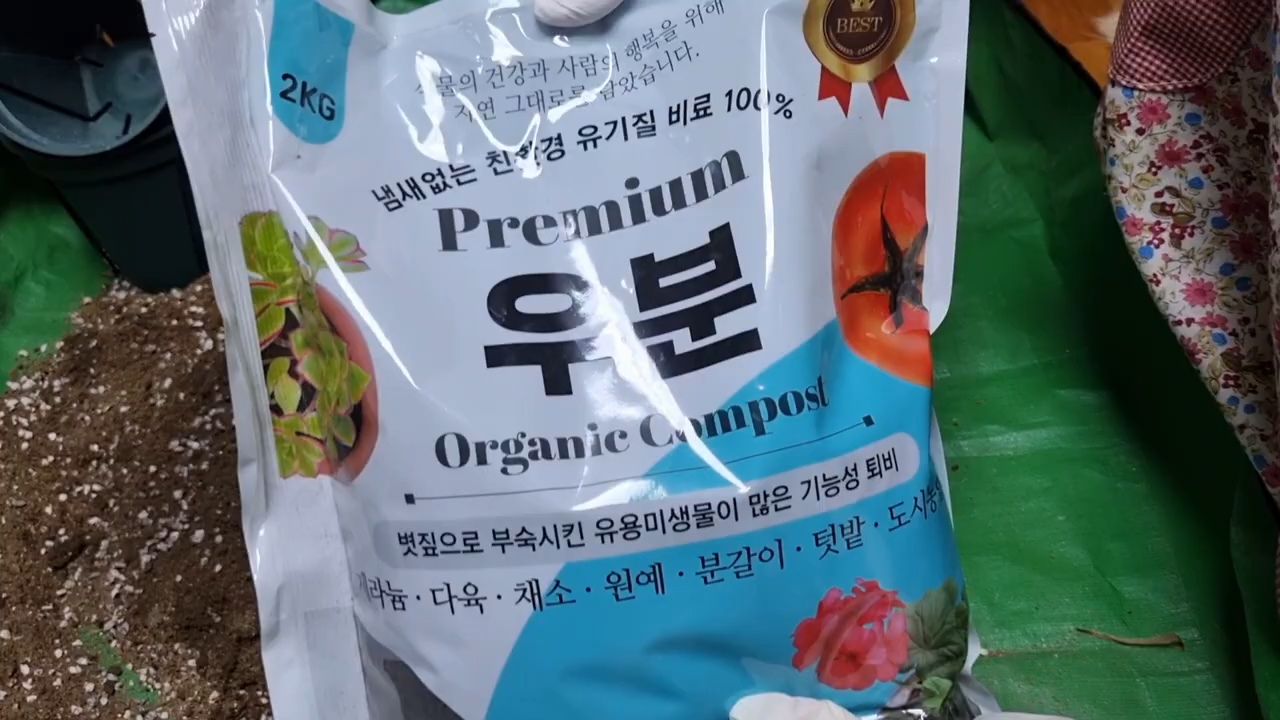 BEST
2KG
건강과 사람의 행복을 위해
자연 그대로를 담았습니다.
냄새없는 친환경 유기질 비료 100%
Premium
우분
Organic Compost
볏짚으로 부숙시킨 유용미생물이 많은 기능성 퇴비
다육 · 채소 · 원예 · 분갈이 · 텃밭 ·